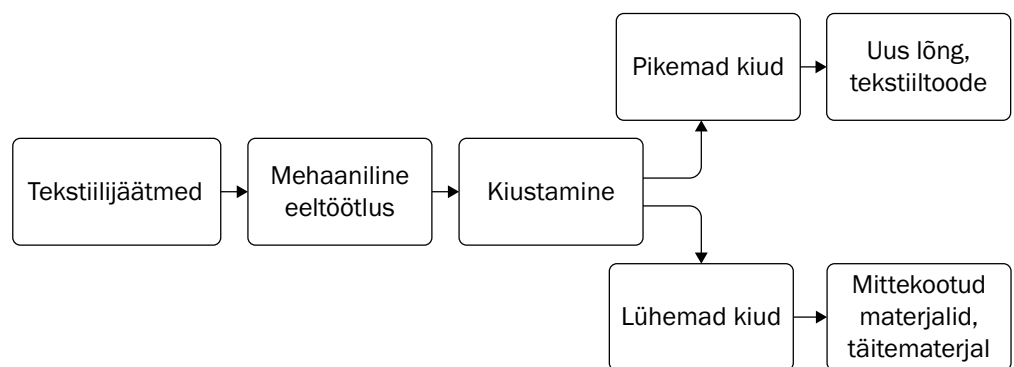 Pikemad kiud
Uus lõng,
tekstiiltoode
Tekstiilijäätmed
Mehaaniline
eeltöötlus
Kiustamine
Lühemad kiud
Mittekootud
materjalid,
täitematerjal